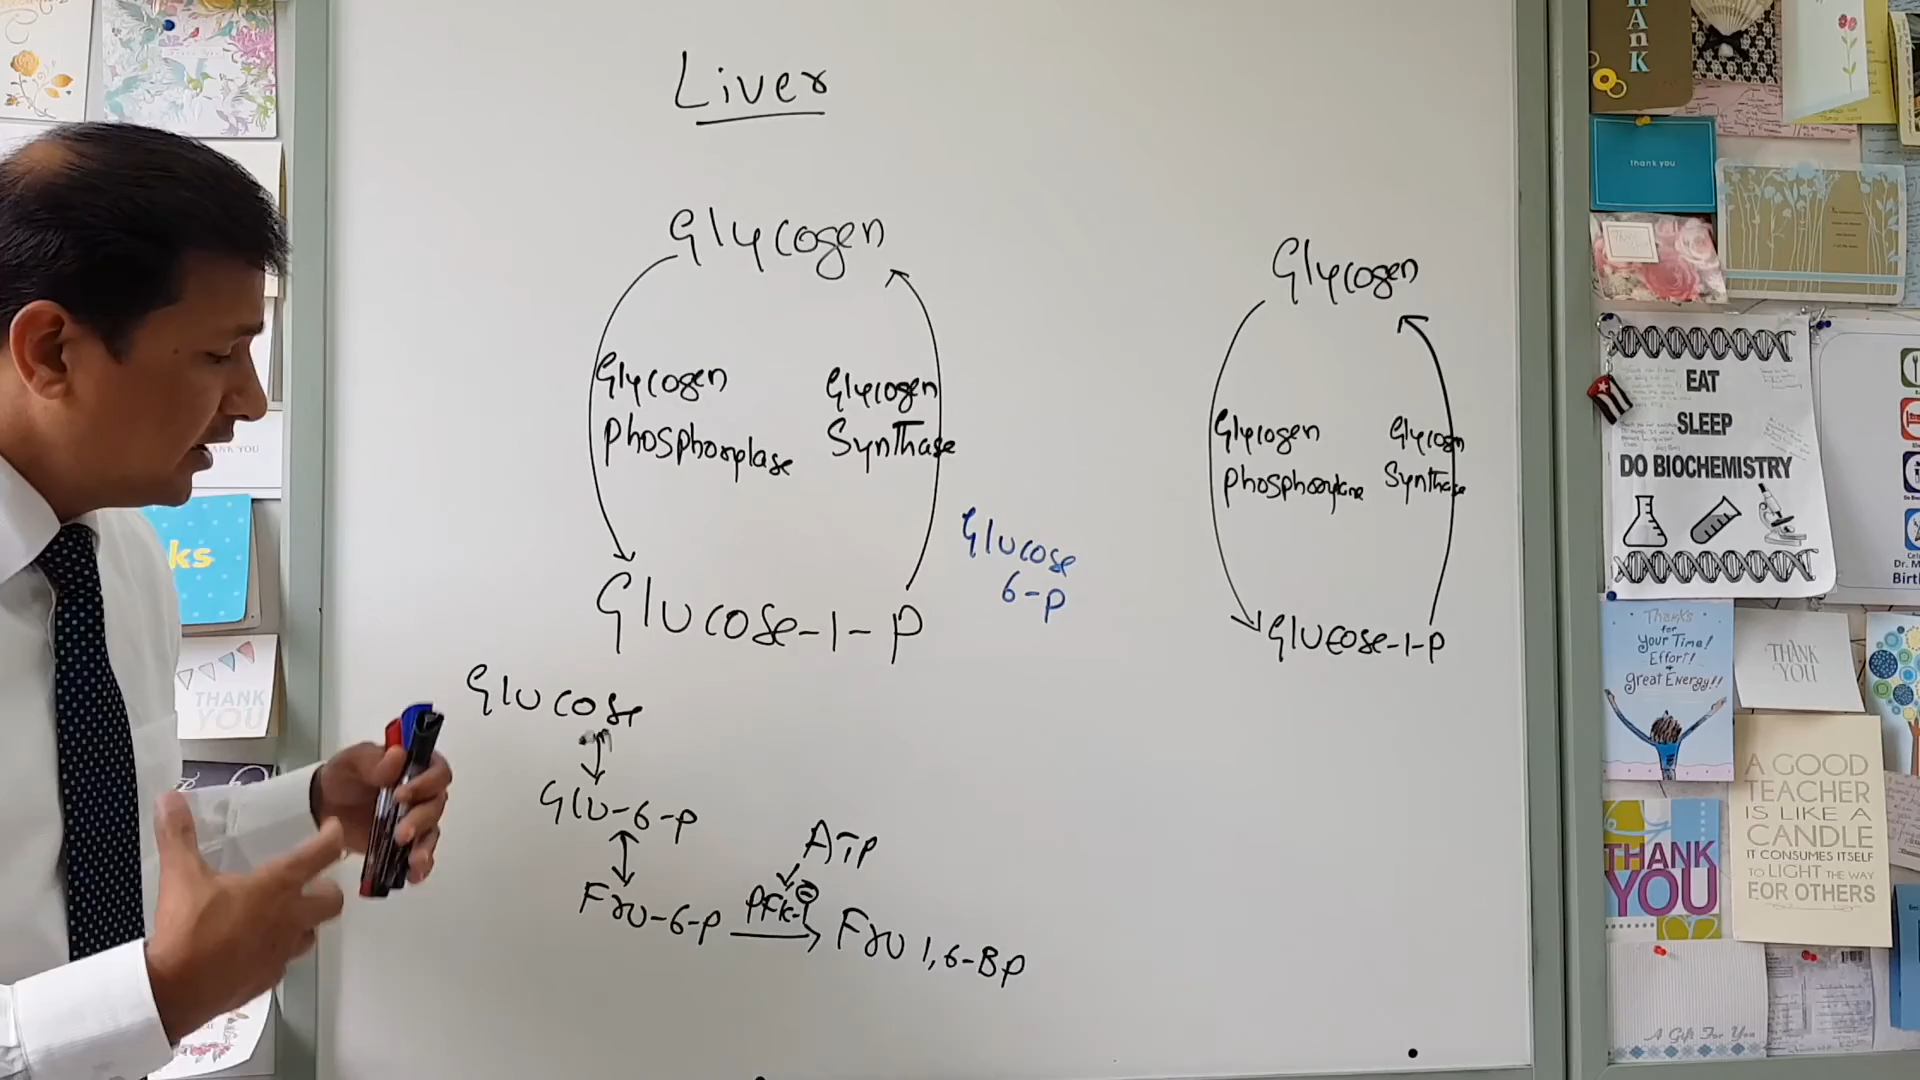 Liver
Glycogen
Glycogen
Phosphorylase
Glycogen
Synthase
Glucose-1-P
Glucose
6-P
Glucose
Glu-6-P
Fru-6-P
PFK-1
ATP
Fru 1,6-BP
Glycogen
Glycogen
Phosphorylase
Glycogen
Synthase
Glucose-1-P
ks
THANK
YOU
THANK
thank you
EAT
SLEEP
DO BIOCHEMISTRY
Dr. M
Birt
Thanks
for
Your Time!
Effort!
+
great Energy!!
THANK
YOU
A GOOD
TEACHER
IS LIKE A
CANDLE
IT CONSUMES ITSELF
TO LIGHT THE WAY
FOR OTHERS
THANK
YOU
A Gift For You